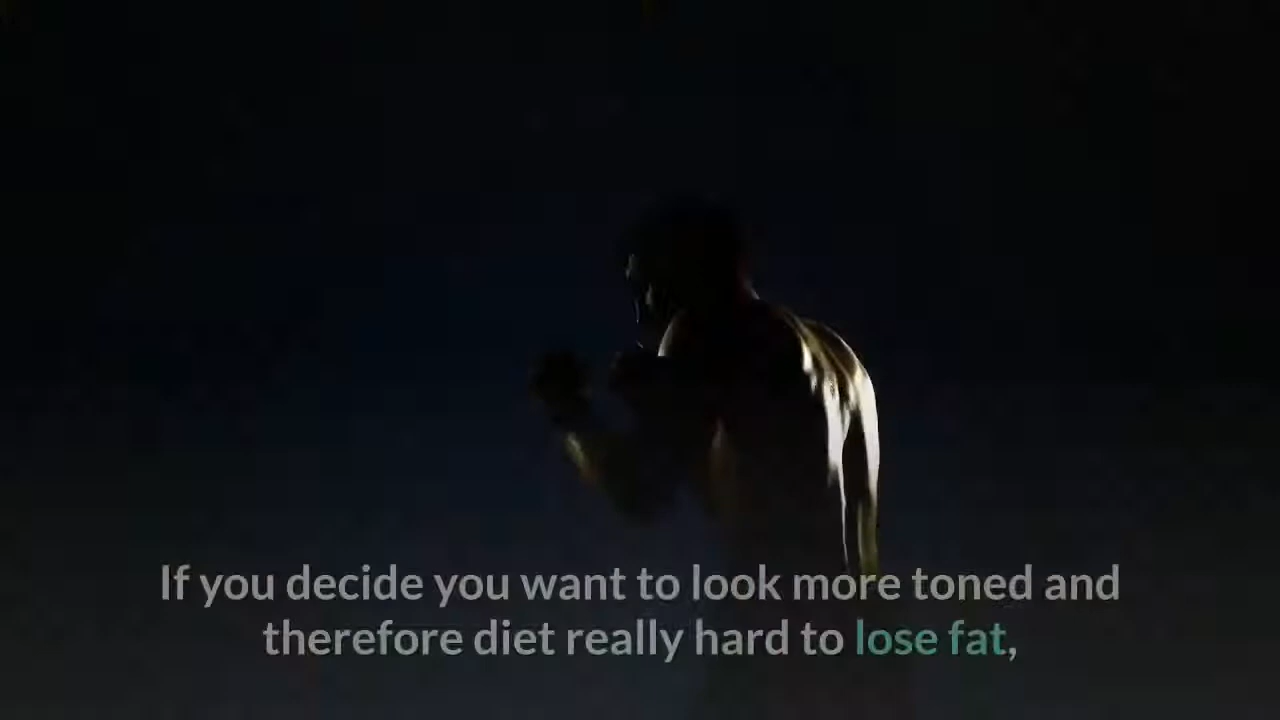 If you decide you want to look more toned and
therefore diet really hard to lose fat,